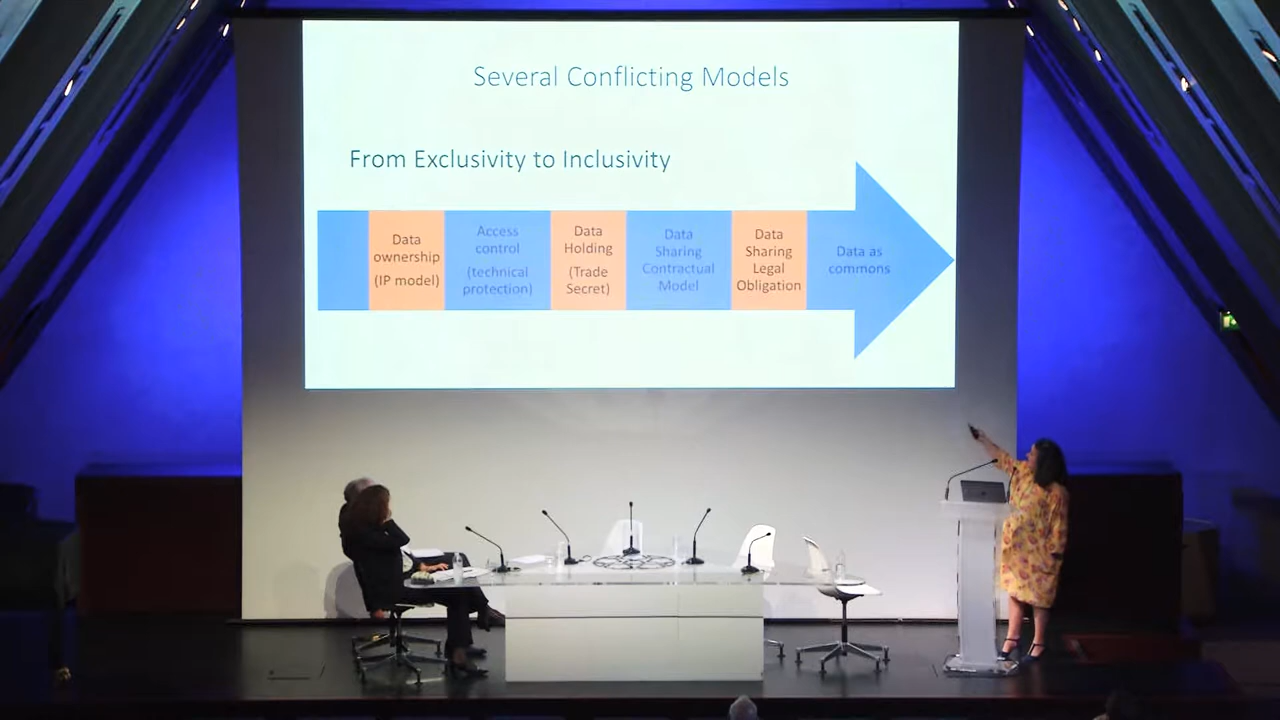 Several Conflicting Models
From Exclusivity to Inclusivity
Data
ownership
(IP model)
Access
control
(technical
protection)
Data
Holding
(Trade
Secret)
Data
Sharing
Contractual
Model
Data
Sharing
Legal
Obligation
Data as
commons